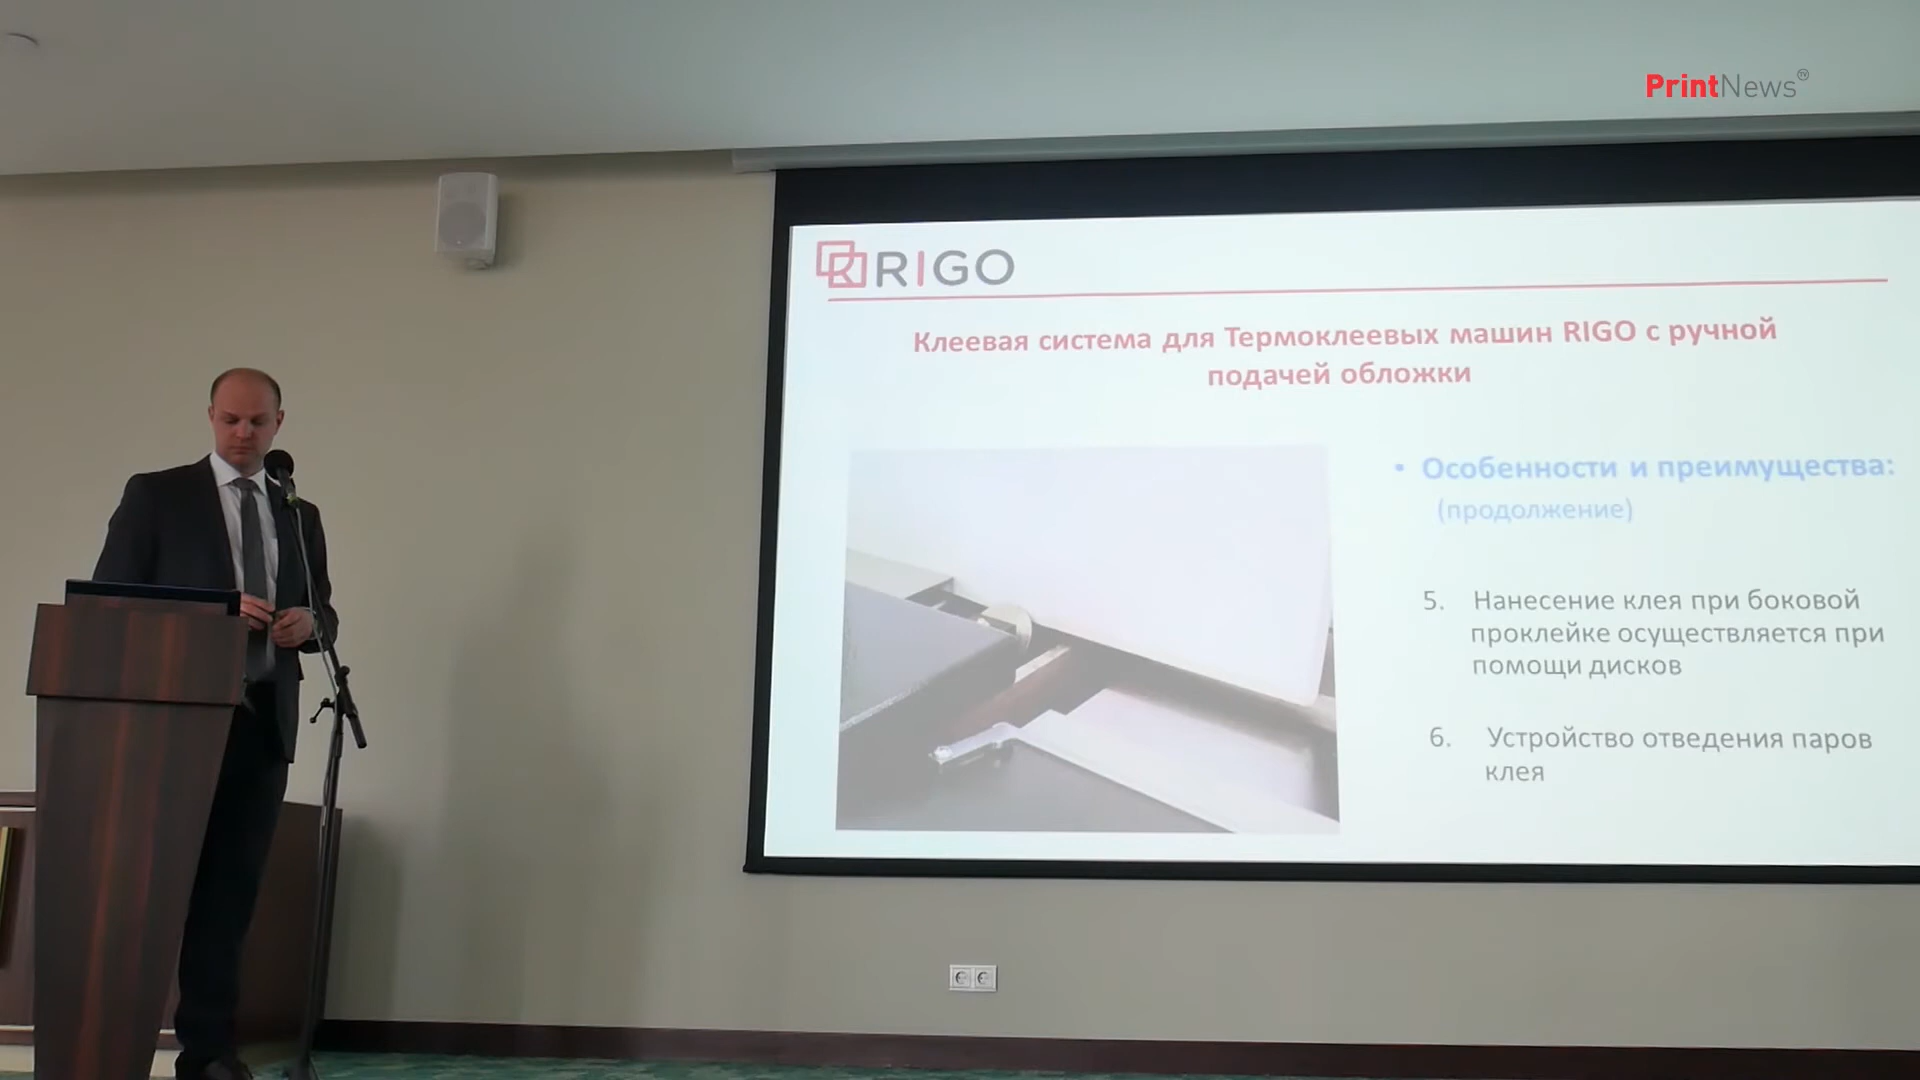 PrintNews TV
RIGO
Клеевая система для Термоклеевых машин RIGO с ручной
подачей обложки
• Особенности и преимущества:
(продолжение)
5. Нанесение клея при боковой
проклейке осуществляется при
помощи дисков
6. Устройство отведения паров
клея